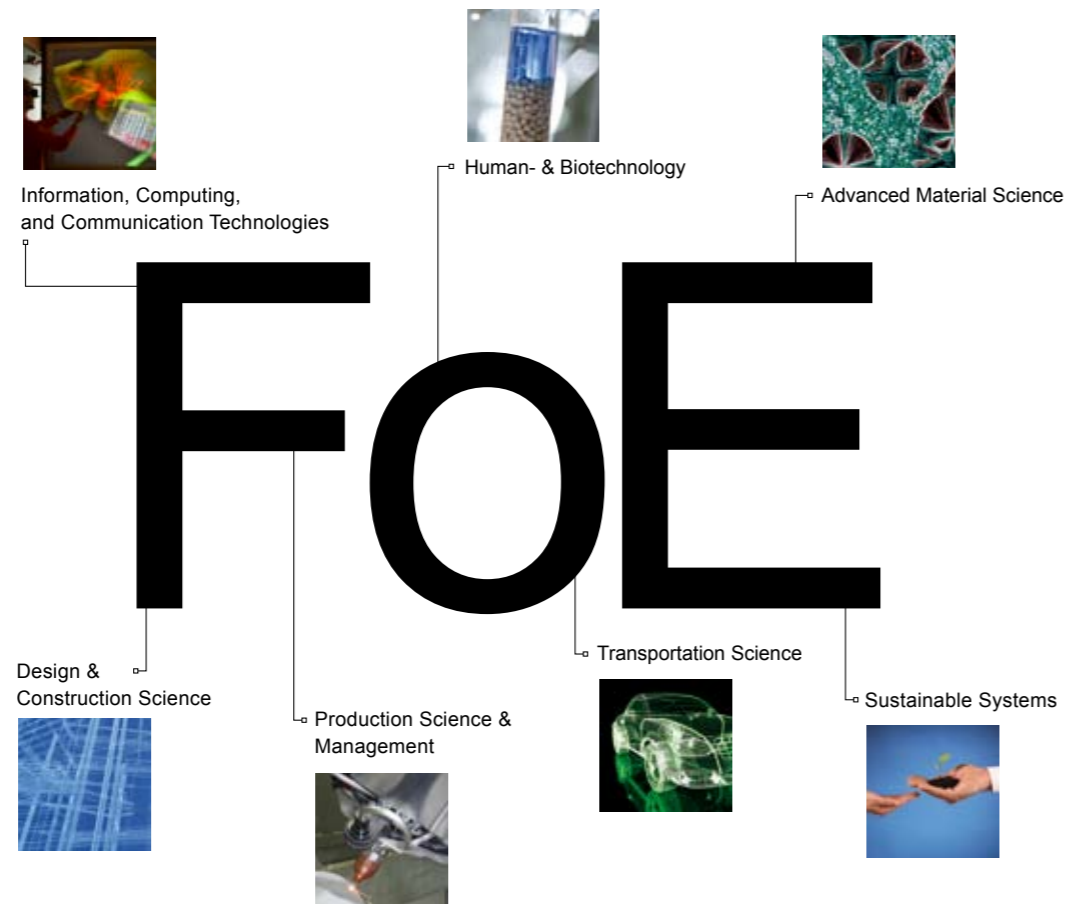 Human- & Biotechnology
Advanced Material Science
Information, Computing,
and Communication Technologies
FoE
Design &
Construction Science
Production Science &
Management
Transportation Science
Sustainable Systems